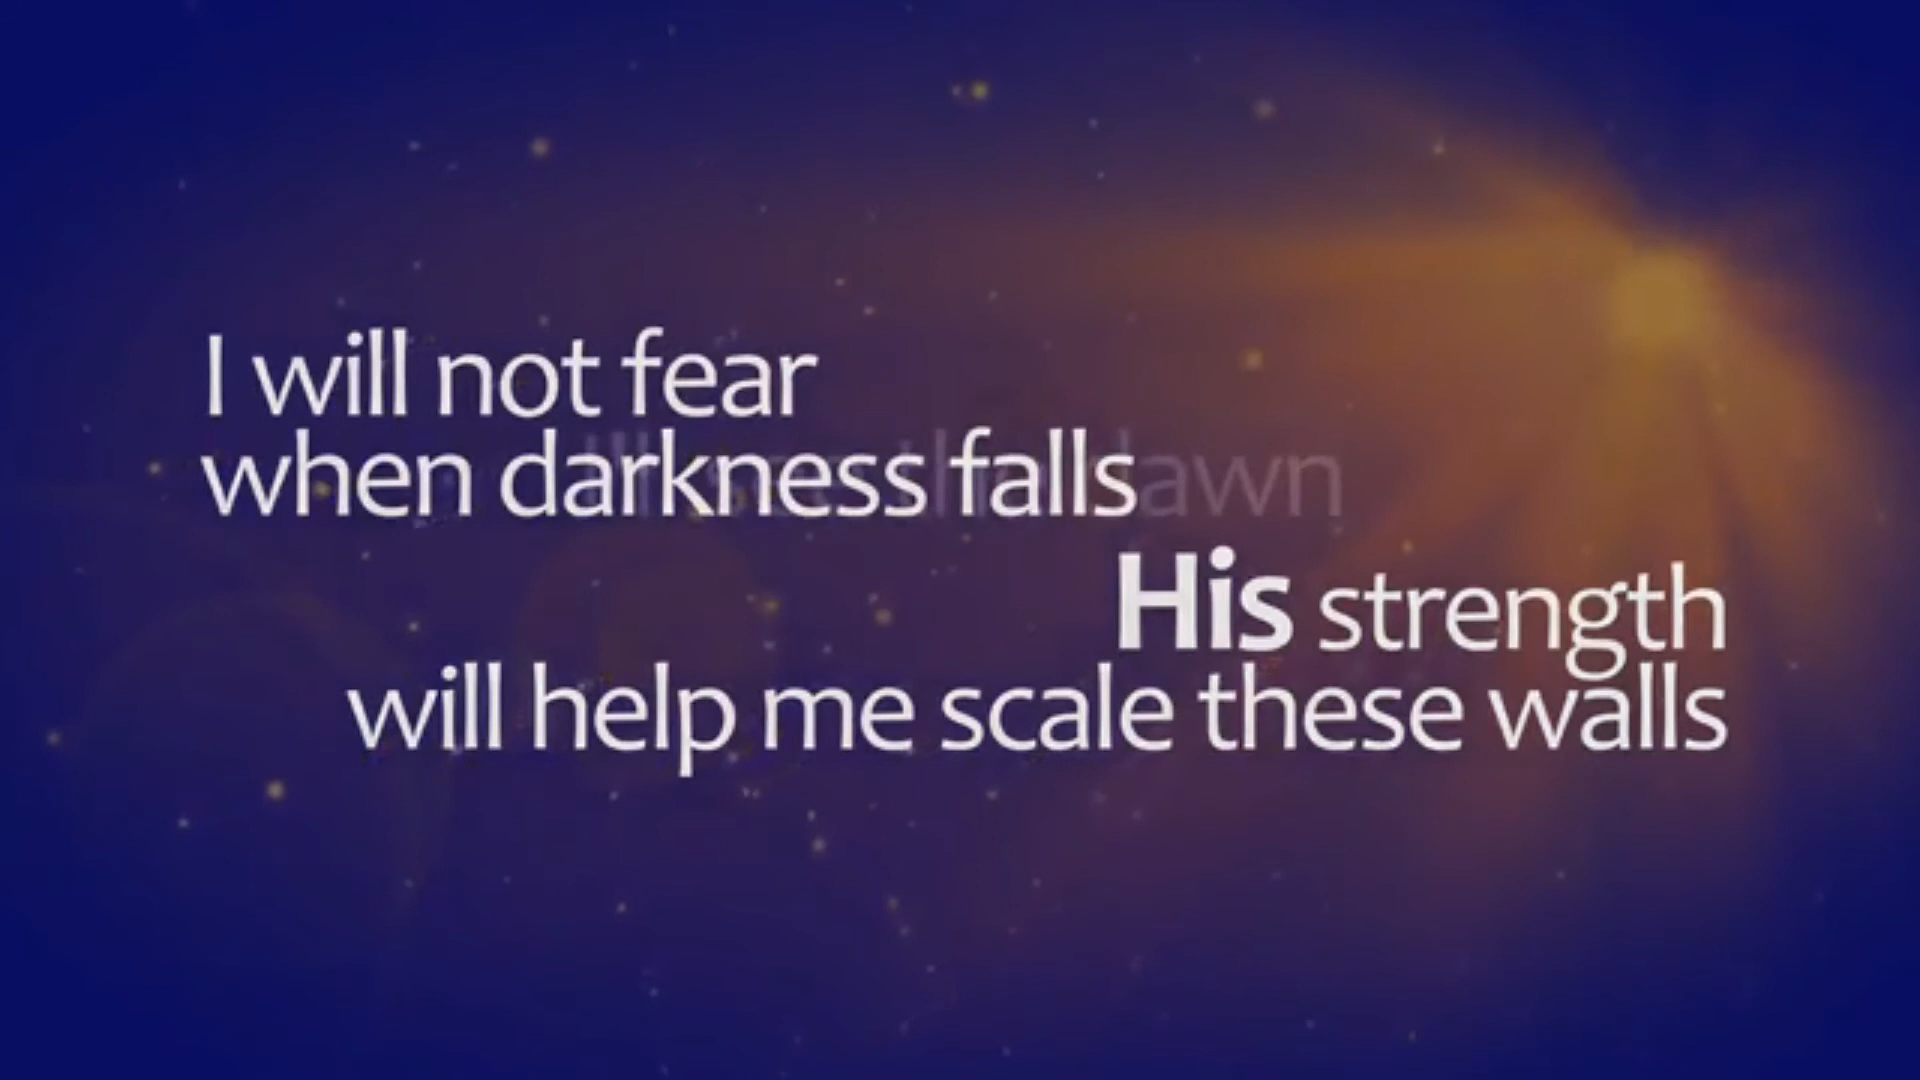 I will not fear
when darkness falls
His strength
will help me scale these walls